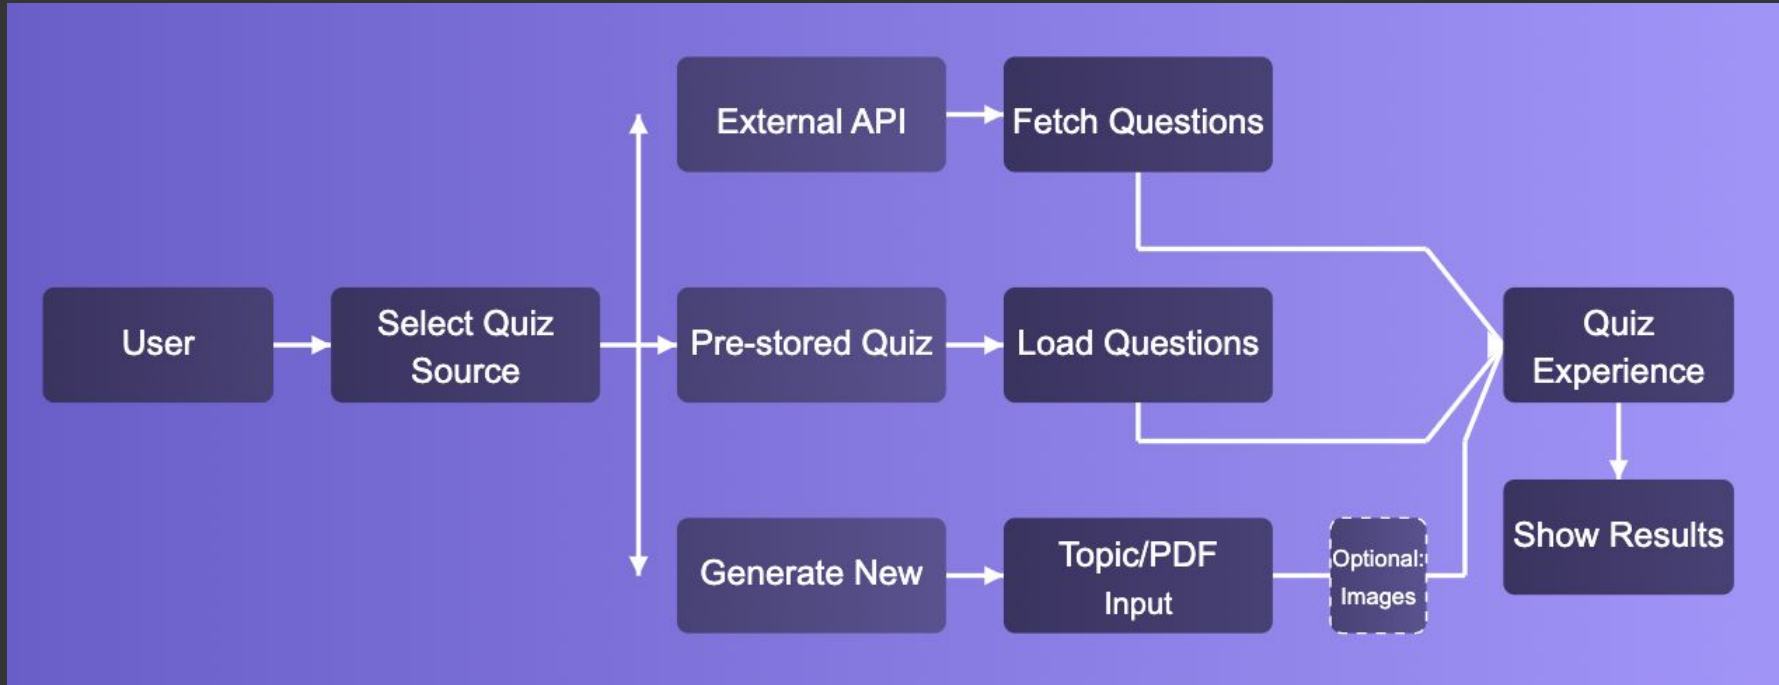 User
Select Quiz
Source
External API
Fetch Questions
Pre-stored Quiz
Load Questions
Generate New
Topic/PDF
Input
Optional:
Images
Quiz
Experience
Show Results